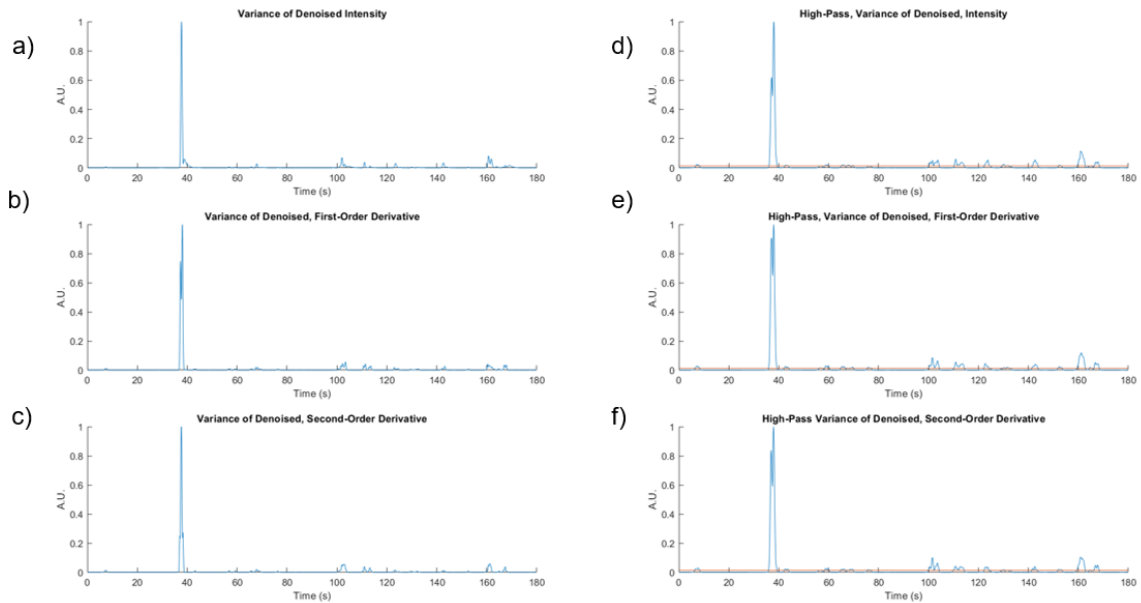 a)
Variance of Denoised Intensity
1
0.8
0.6
0.4
0.2
0
A.U.
0 20 40 60 80 100 120 140 160 180
Time (s)
b)
Variance of Denoised, First-Order Derivative
1
0.8
0.6
0.4
0.2
0
A.U.
0 20 40 60 80 100 120 140 160 180
Time (s)
c)
Variance of Denoised, Second-Order Derivative
1
0.8
0.6
0.4
0.2
0
A.U.
0 20 40 60 80 100 120 140 160 180
Time (s)
d)
High-Pass, Variance of Denoised, Intensity
1
0.8
0.6
0.4
0.2
0
A.U.
0 20 40 60 80 100 120 140 160 180
Time (s)
e)
High-Pass, Variance of Denoised, First-Order Derivative
1
0.8
0.6
0.4
0.2
0
A.U.
0 20 40 60 80 100 120 140 160 180
Time (s)
f)
High-Pass Variance of Denoised, Second-Order Derivative
1
0.8
0.6
0.4
0.2
0
A.U.
0 20 40 60 80 100 120 140 160 180
Time (s)